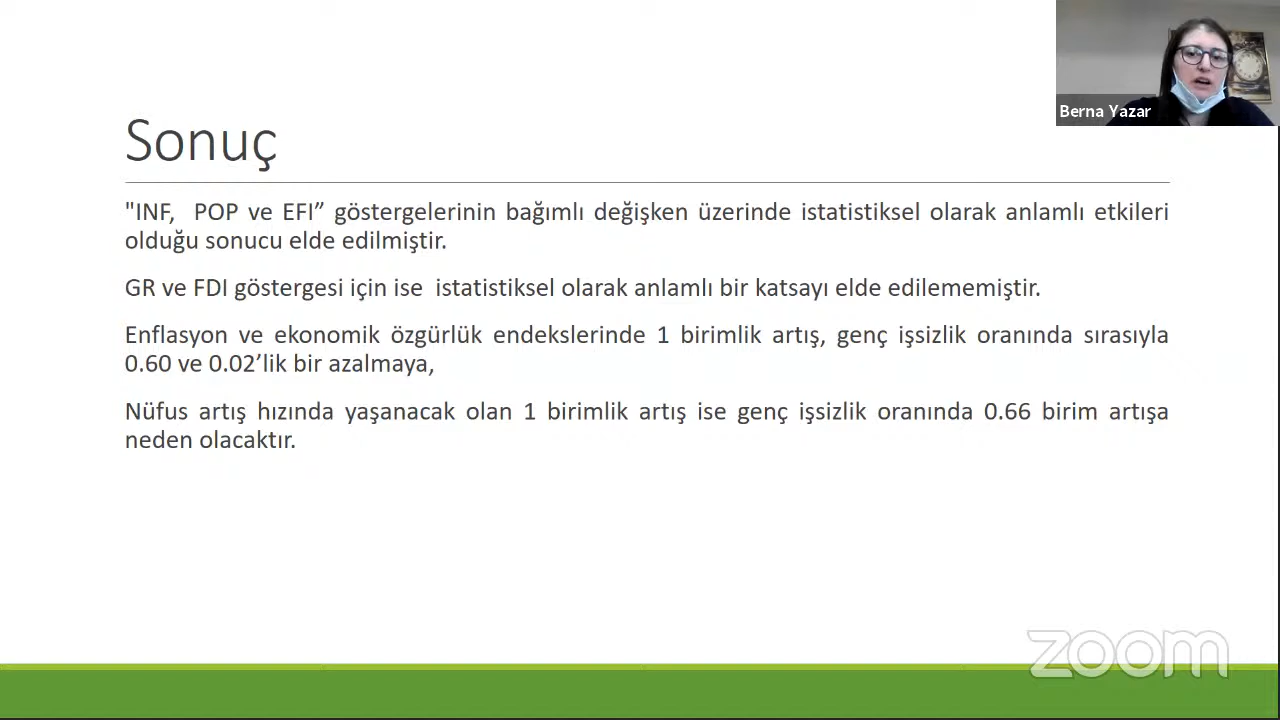 Berna Yazar
Sonuç
"INF, POP ve EFI” göstergelerinin bağımlı değişken üzerinde istatistiksel olarak anlamlı etkileri
olduğu sonucu elde edilmiştir.
GR ve FDI göstergesi için ise istatistiksel olarak anlamlı bir katsayı elde edilememiştir.
Enflasyon ve ekonomik özgürlük endekslerinde 1 birimlik artış, genç işsizlik oranında sırasıyla
0.60 ve 0.02’lik bir azalmaya,
Nüfus artış hızında yaşanacak olan 1 birimlik artış ise genç işsizlik oranında 0.66 birim artışa
neden olacaktır.
zoom